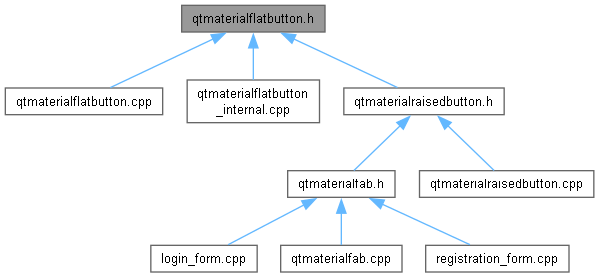 qtmaterialflatbutton.h
qtmaterialflatbutton.cpp
qtmaterialflatbutton
_internal.cpp
qtmaterialraisedbutton.h
qtmaterialfab.h
qtmaterialraisedbutton.cpp
login_form.cpp
qtmaterialfab.cpp
registration_form.cpp